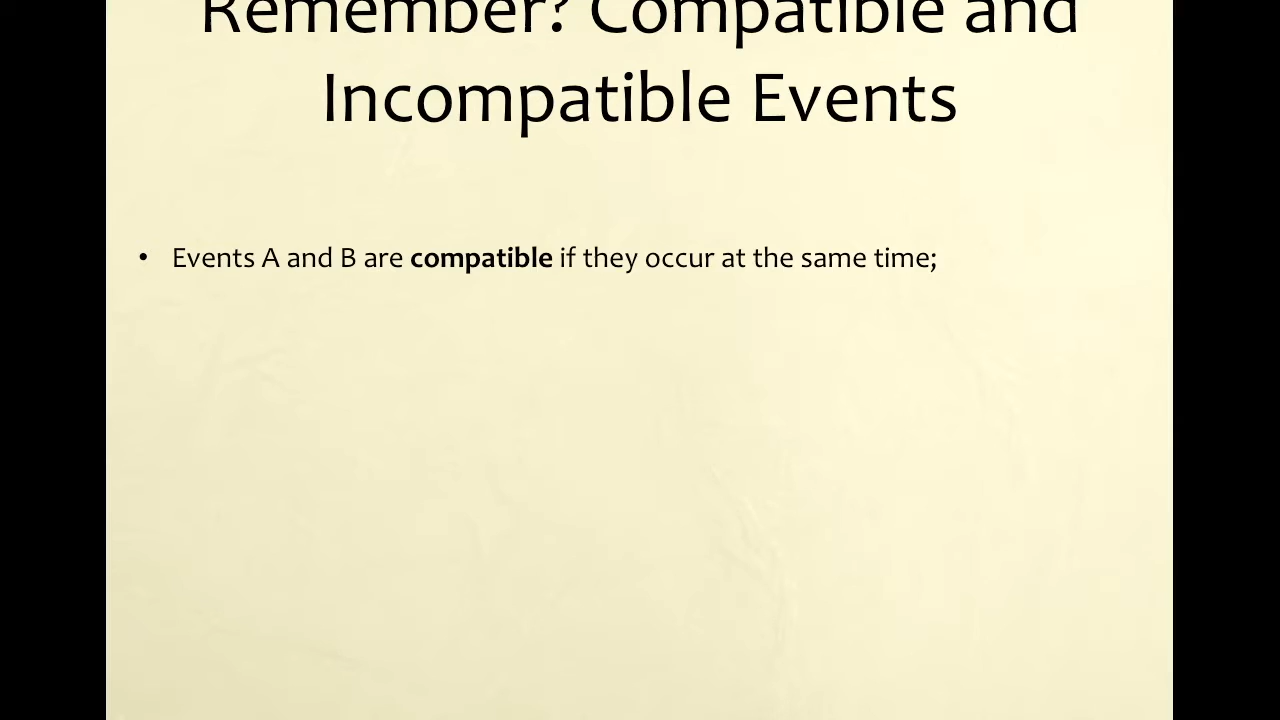 Remember? Compatible and
Incompatible Events
• Events A and B are compatible if they occur at the same time;